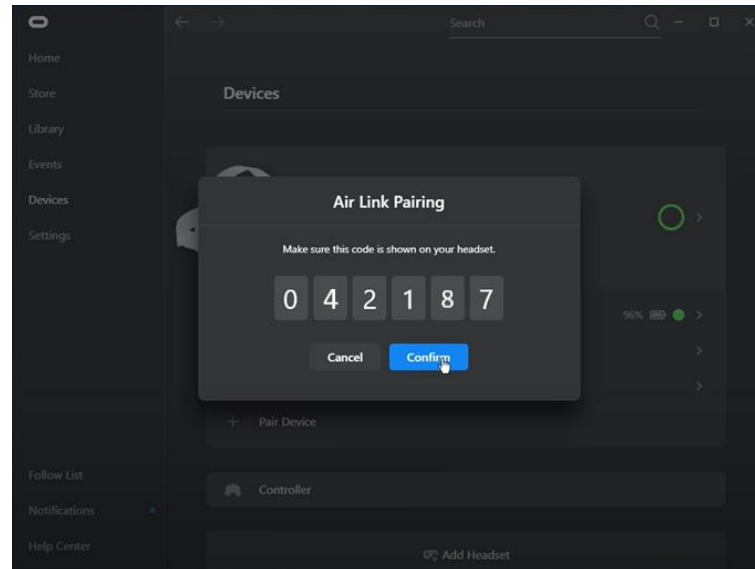 Search
Home
Store
Library
Events
Devices
Settings
Follow List
Notifications
Help Center
Devices
96%
Pair Device
Controller
Add Headset
Air Link Pairing
Make sure this code is shown on your headset.
0 4 2 1 8 7
Cancel Confirm